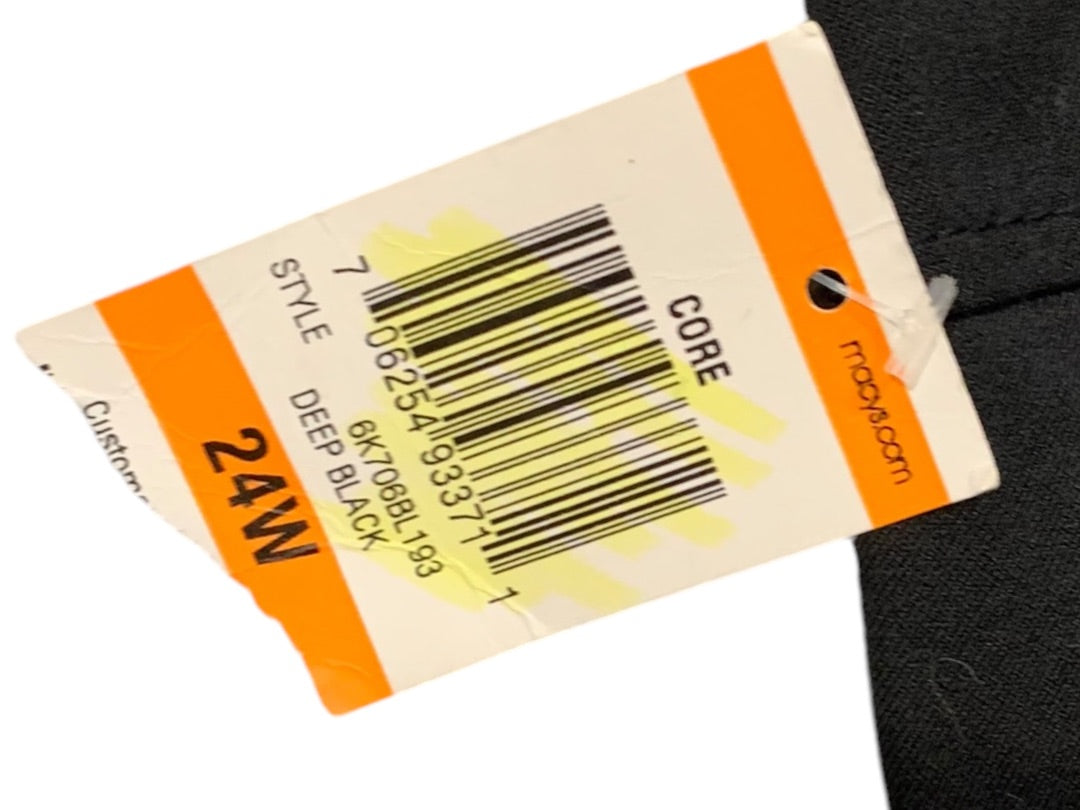 macys.com
CORE
7 06254 93371 1
STYLE 6K706BL193
DEEP BLACK
24W